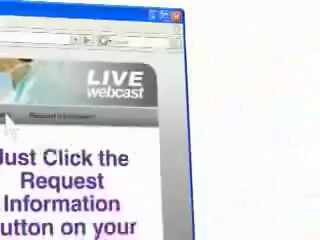 LIVE
webcast
Just Click the
Request
Information
utton on your